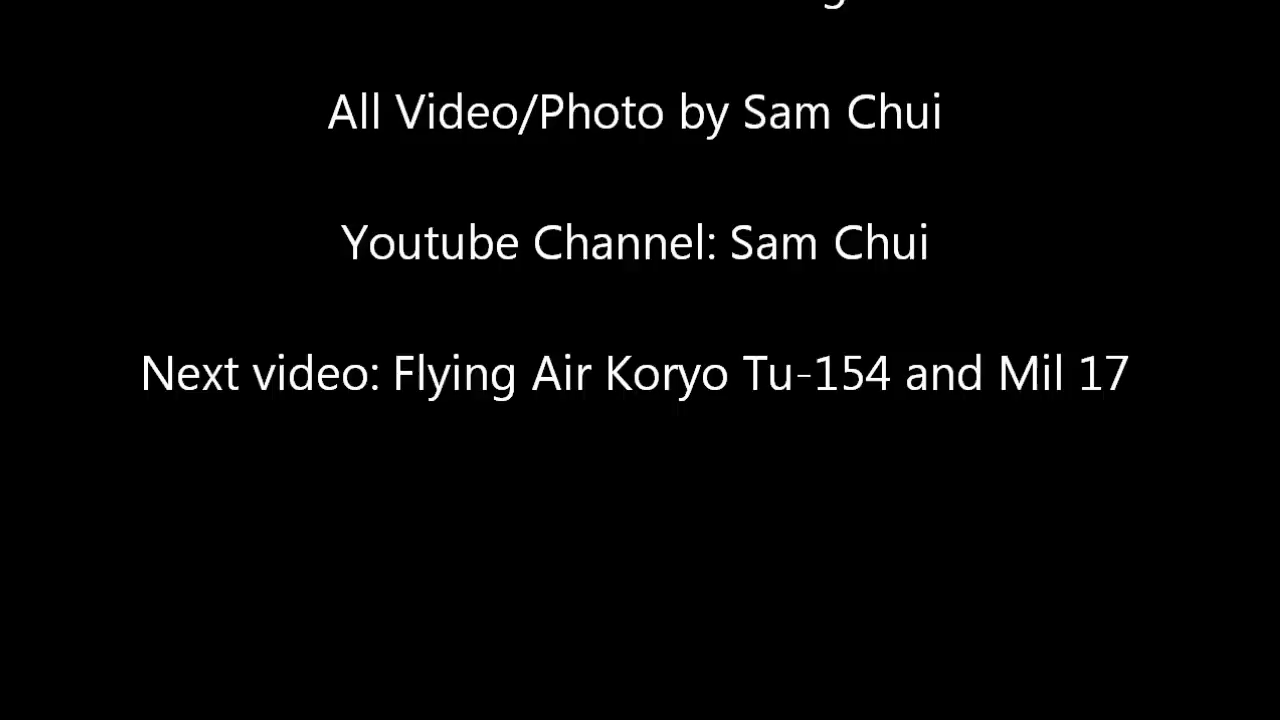 All Video/Photo by Sam Chui
Youtube Channel: Sam Chui
Next video: Flying Air Koryo Tu-154 and Mil 17